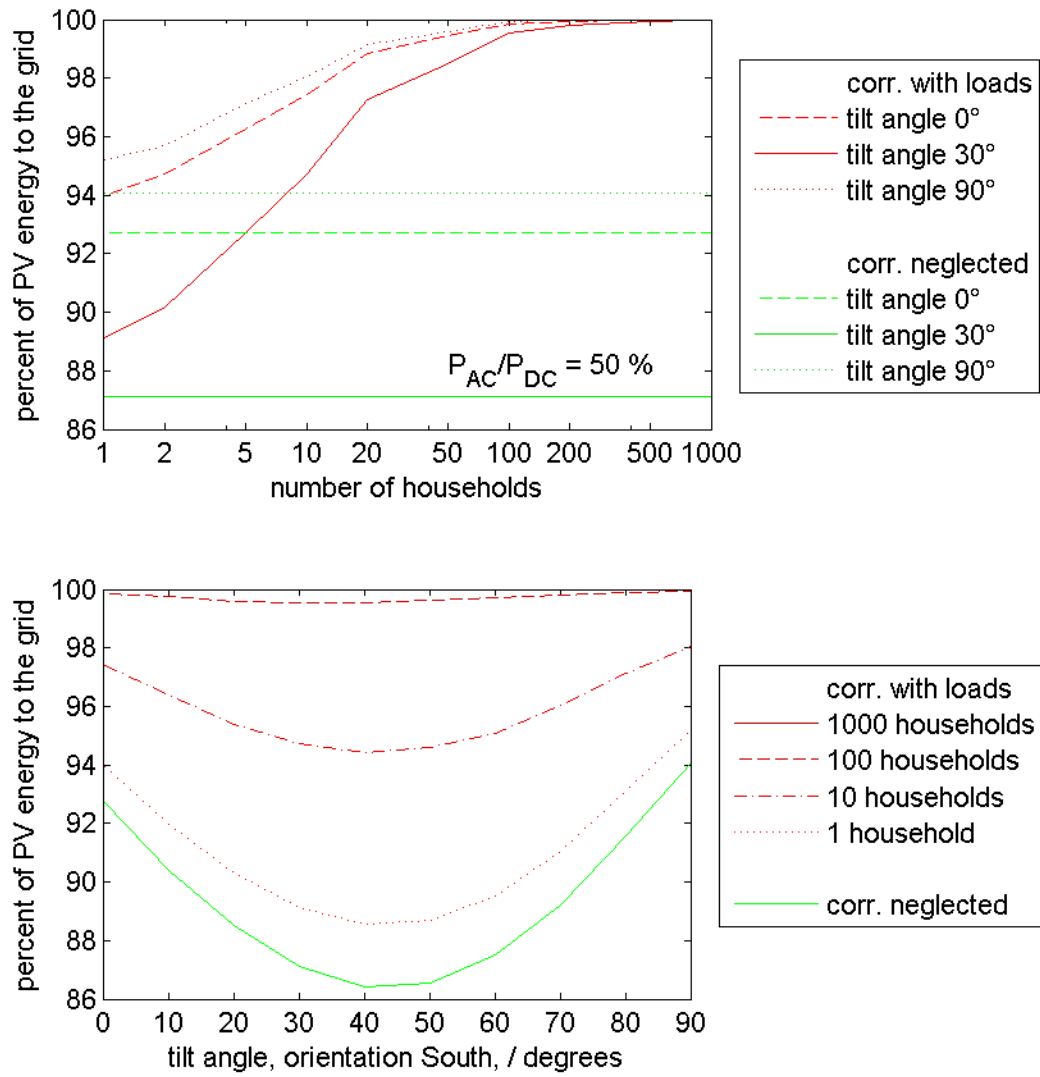 percent of PV energy to the grid
100
98
96
94
92
90
88
86
P_AC/P_DC = 50 %
1 2 5 10 20 50 100 200 500 1000
number of households
corr. with loads
tilt angle 0°
tilt angle 30°
tilt angle 90°
corr. neglected
tilt angle 0°
tilt angle 30°
tilt angle 90°
percent of PV energy to the grid
100
98
96
94
92
90
88
86
0 10 20 30 40 50 60 70 80 90
tilt angle, orientation South, / degrees
corr. with loads
1000 households
100 households
10 households
1 household
corr. neglected